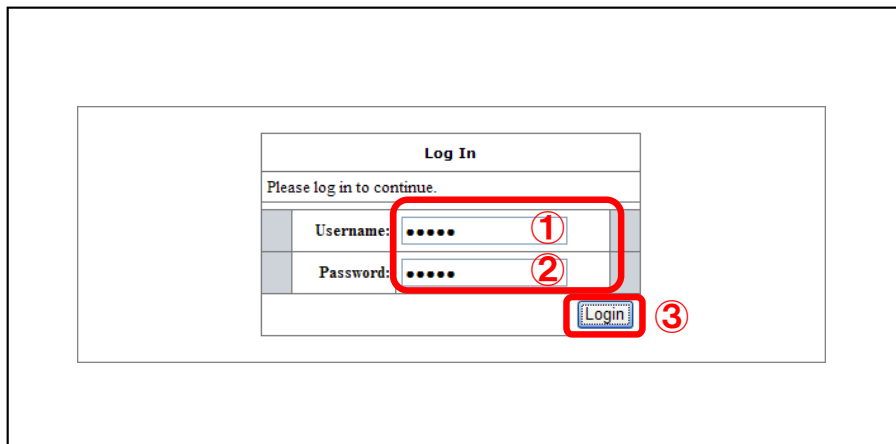 Log In
Please log in to continue.
Username: ••••• ①
Password: ••••• ②
Login ③